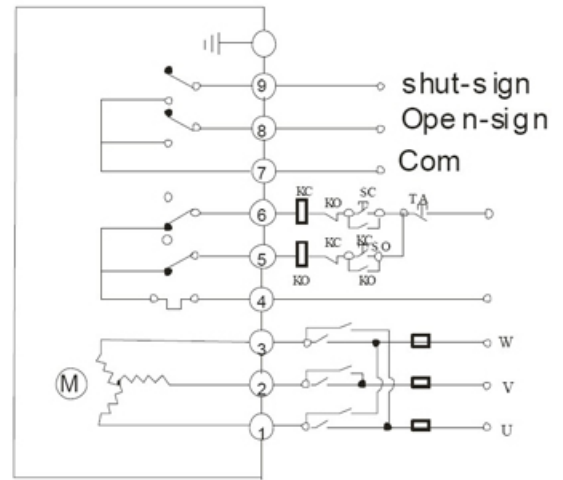 9 shut-sign
8 Open-sign
7 Com
KC SC
6 KO TA
KC KC SO
5
KO KO
4
3 W
M 2 V
1 U